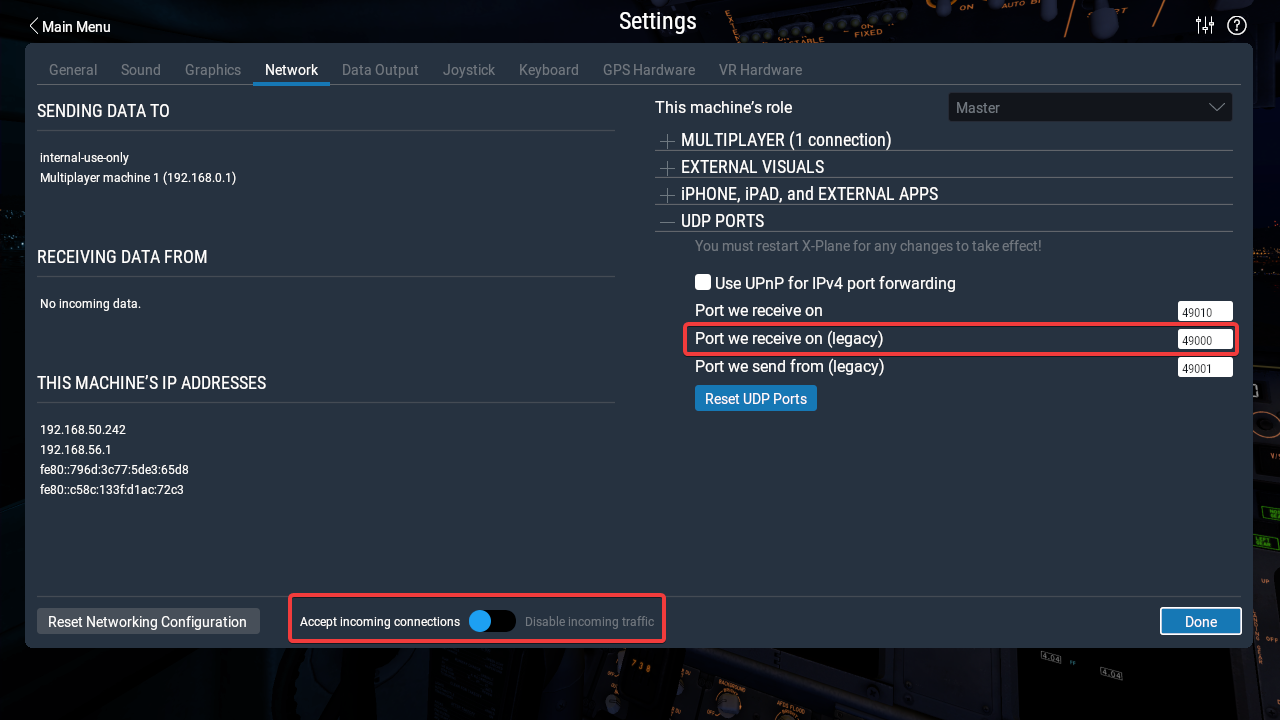 Main Menu
Settings
General Sound Graphics Network Data Output Joystick Keyboard GPS Hardware VR Hardware
SENDING DATA TO
internal-use-only
Multiplayer machine 1 (192.168.0.1)
RECEIVING DATA FROM
No incoming data.
THIS MACHINE’S IP ADDRESSES
192.168.50.242
192.168.56.1
fe80::796d:3c77:5de3:65d8
fe80::c58c:133f:d1ac:72c3
This machine’s role Master
MULTIPLAYER (1 connection)
EXTERNAL VISUALS
iPHONE, iPAD, and EXTERNAL APPS
UDP PORTS
You must restart X-Plane for any changes to take effect!
Use UPnP for IPv4 port forwarding
Port we receive on 49010
Port we receive on (legacy) 49000
Port we send from (legacy) 49001
Reset UDP Ports
Reset Networking Configuration
Accept incoming connections Disable incoming traffic
Done